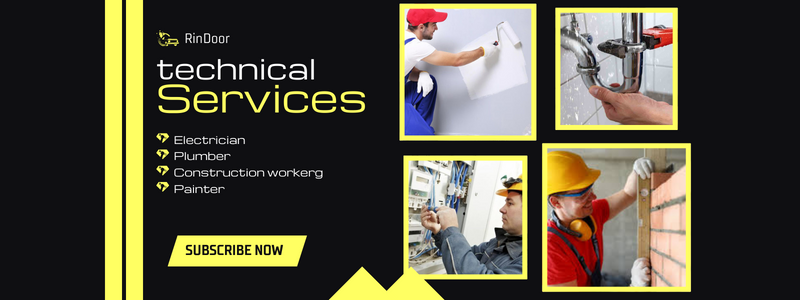 RinDoor
technical
Services
Electrician
Plumber
Construction workerg
Painter
SUBSCRIBE NOW